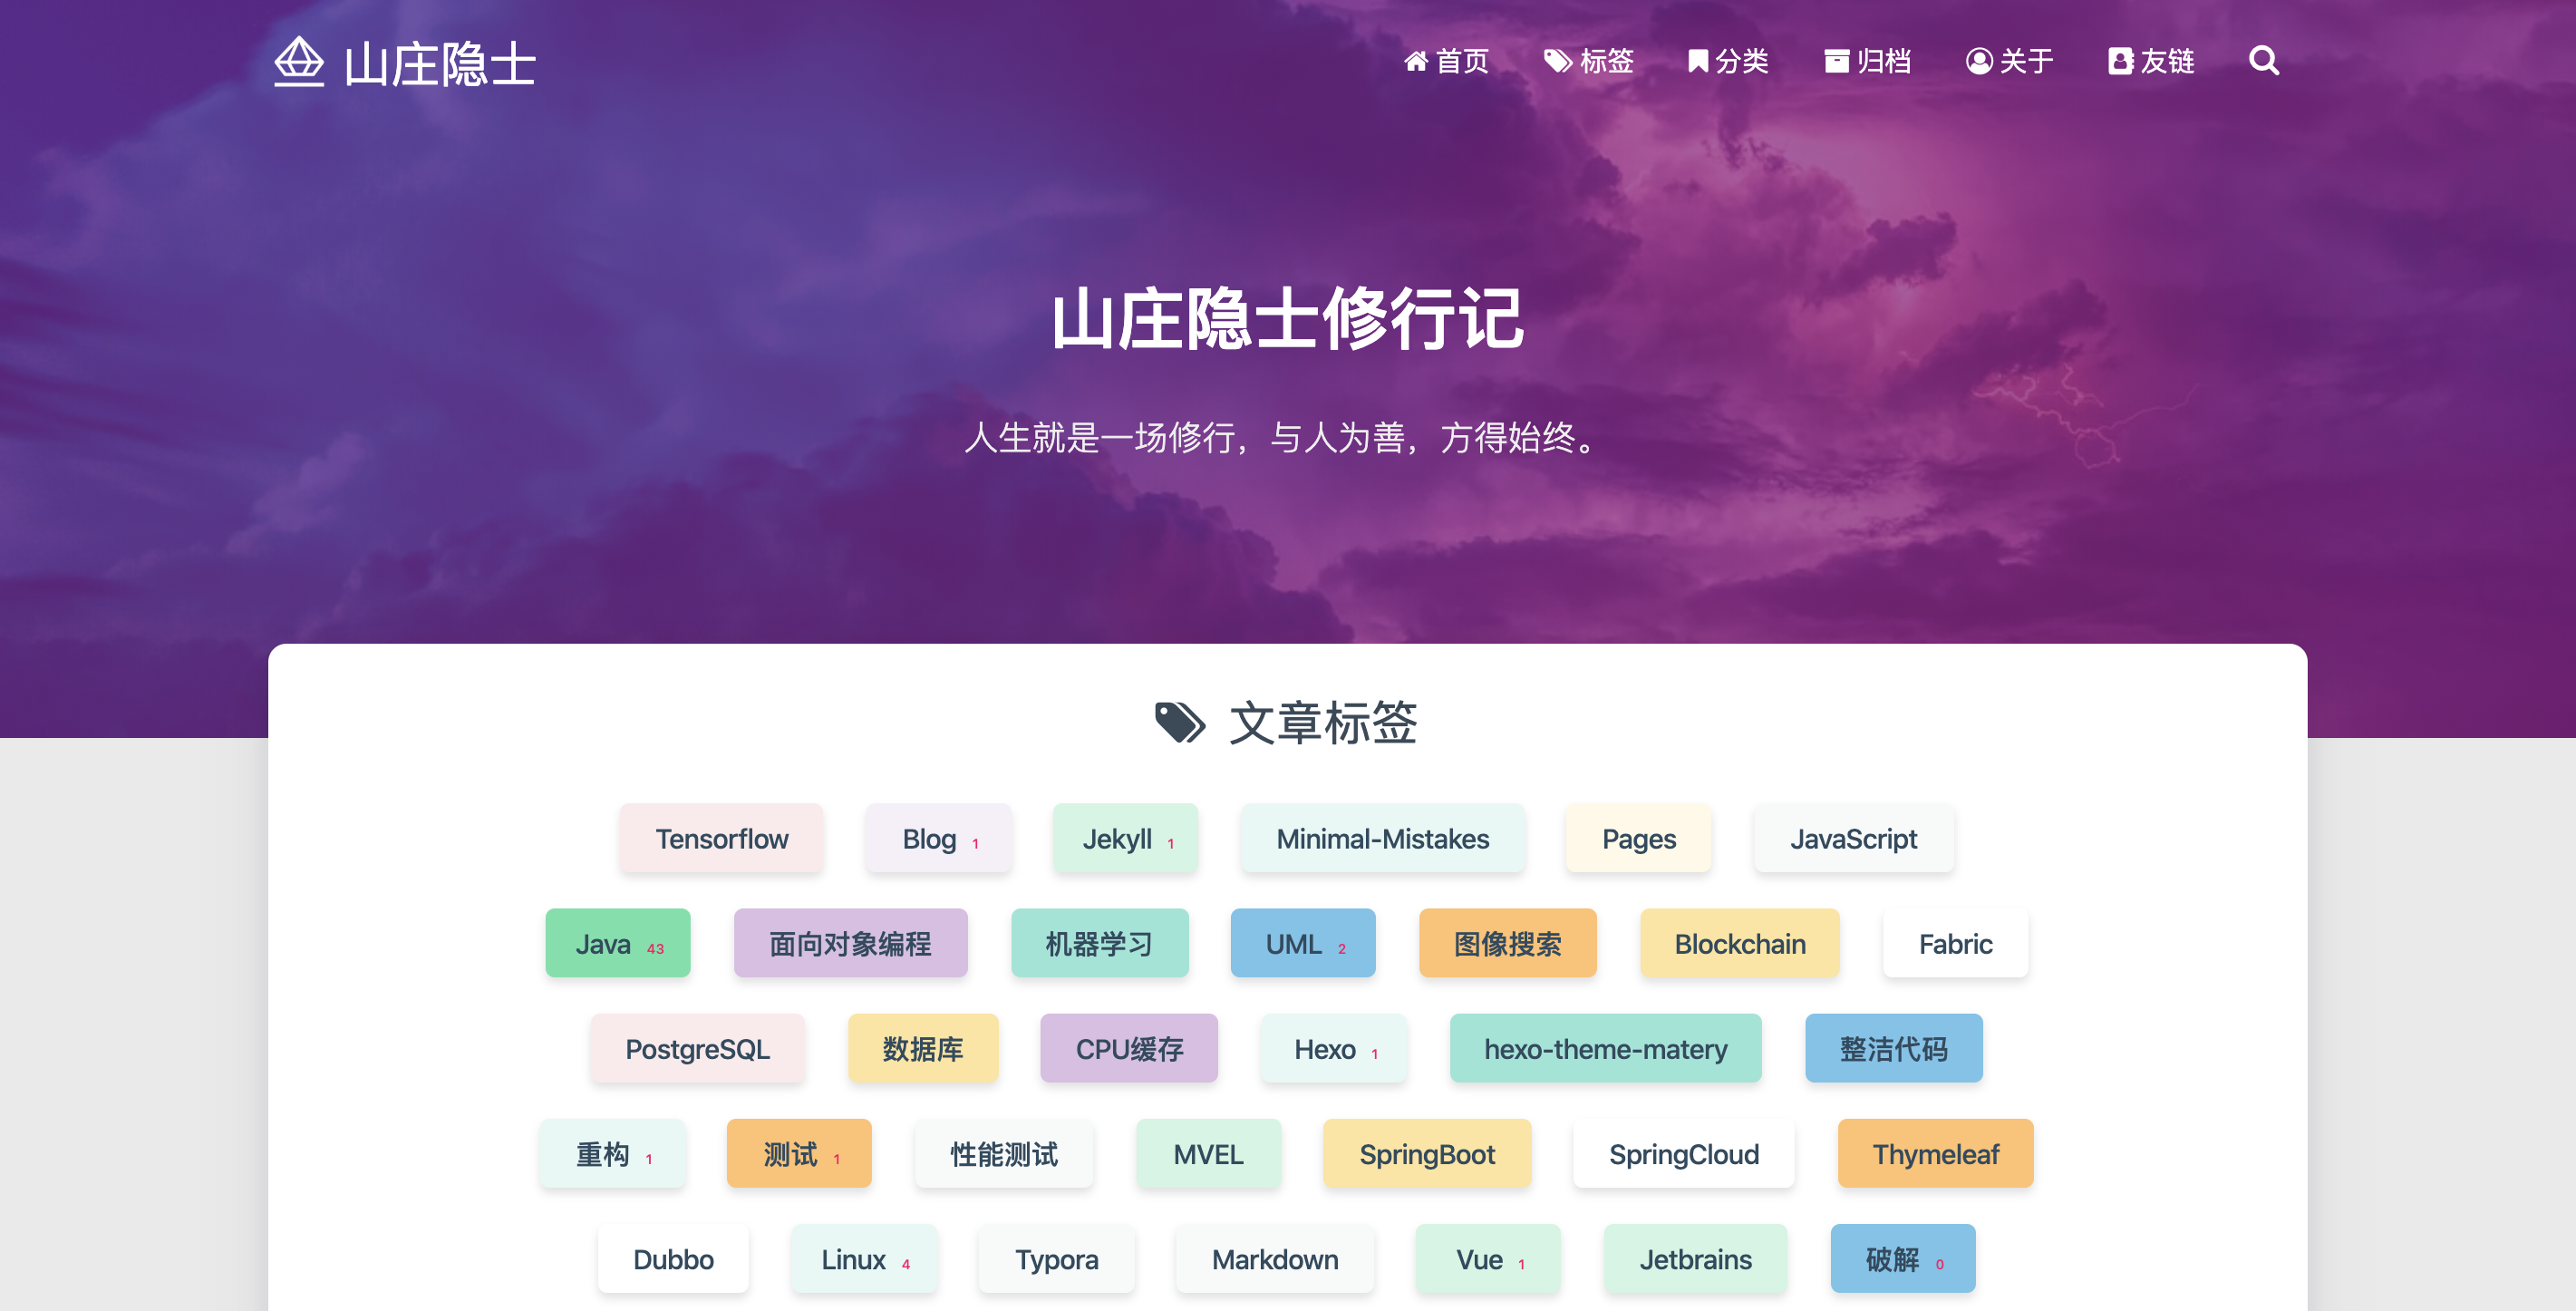 山庄隐士
首页 标签 分类 归档 关于 友链
山庄隐士修行记
人生就是一场修行，与人为善，方得始终。
文章标签
Tensorflow Blog 1 Jekyll 1 Minimal-Mistakes Pages JavaScript
Java 43 面向对象编程 机器学习 UML 2 图像搜索 Blockchain Fabric
PostgreSQL 数据库 CPU缓存 Hexo 1 hexo-theme-matery 整洁代码
重构 1 测试 1 性能测试 MVEL SpringBoot SpringCloud Thymeleaf
Dubbo Linux 4 Typora Markdown Vue 1 Jetbrains 破解 0